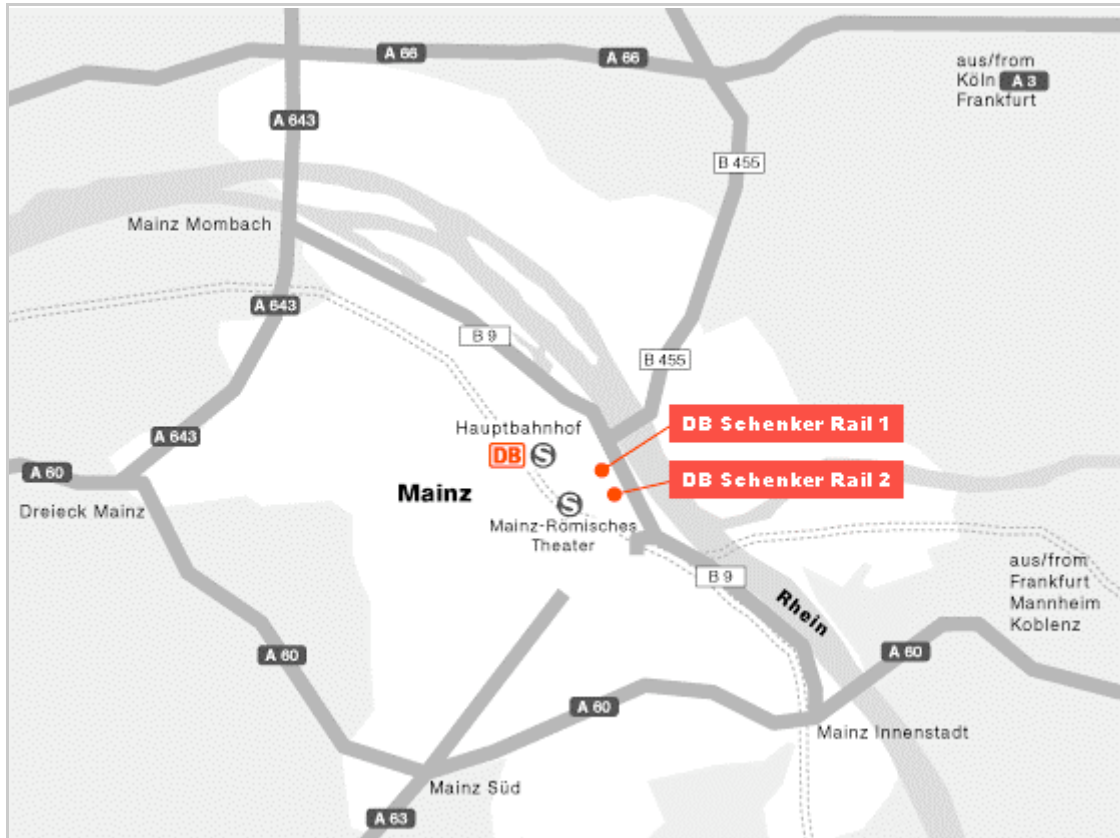 A 66
A 66
aus/from
Köln A 3
Frankfurt
A 643
B 455
Mainz Mombach
A 643
B 9
B 455
DB Schenker Rail 1
Hauptbahnhof
A 643
DB S
A 60
DB Schenker Rail 2
Mainz
S
Dreieck Mainz
Mainz-Römisches
Theater
aus/from
Frankfurt
Mannheim
Koblenz
B 9
Rhein
A 60
A 60
A 60
Mainz Innenstadt
Mainz Süd
A 63